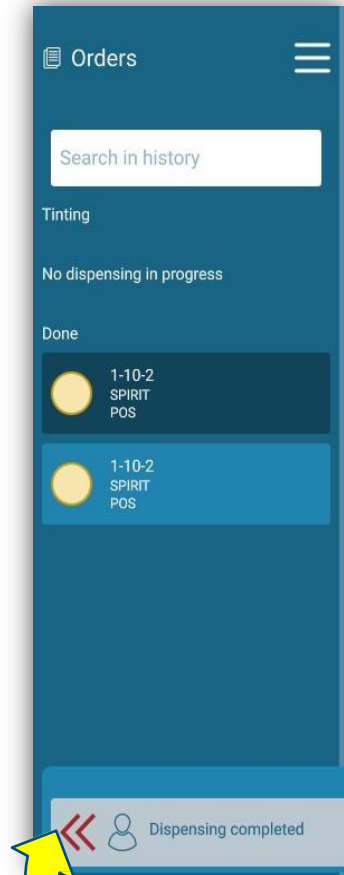 Orders
Search in history
Tinting
No dispensing in progress
Done
1-10-2
SPIRIT
POS
1-10-2
SPIRIT
POS
Dispensing completed